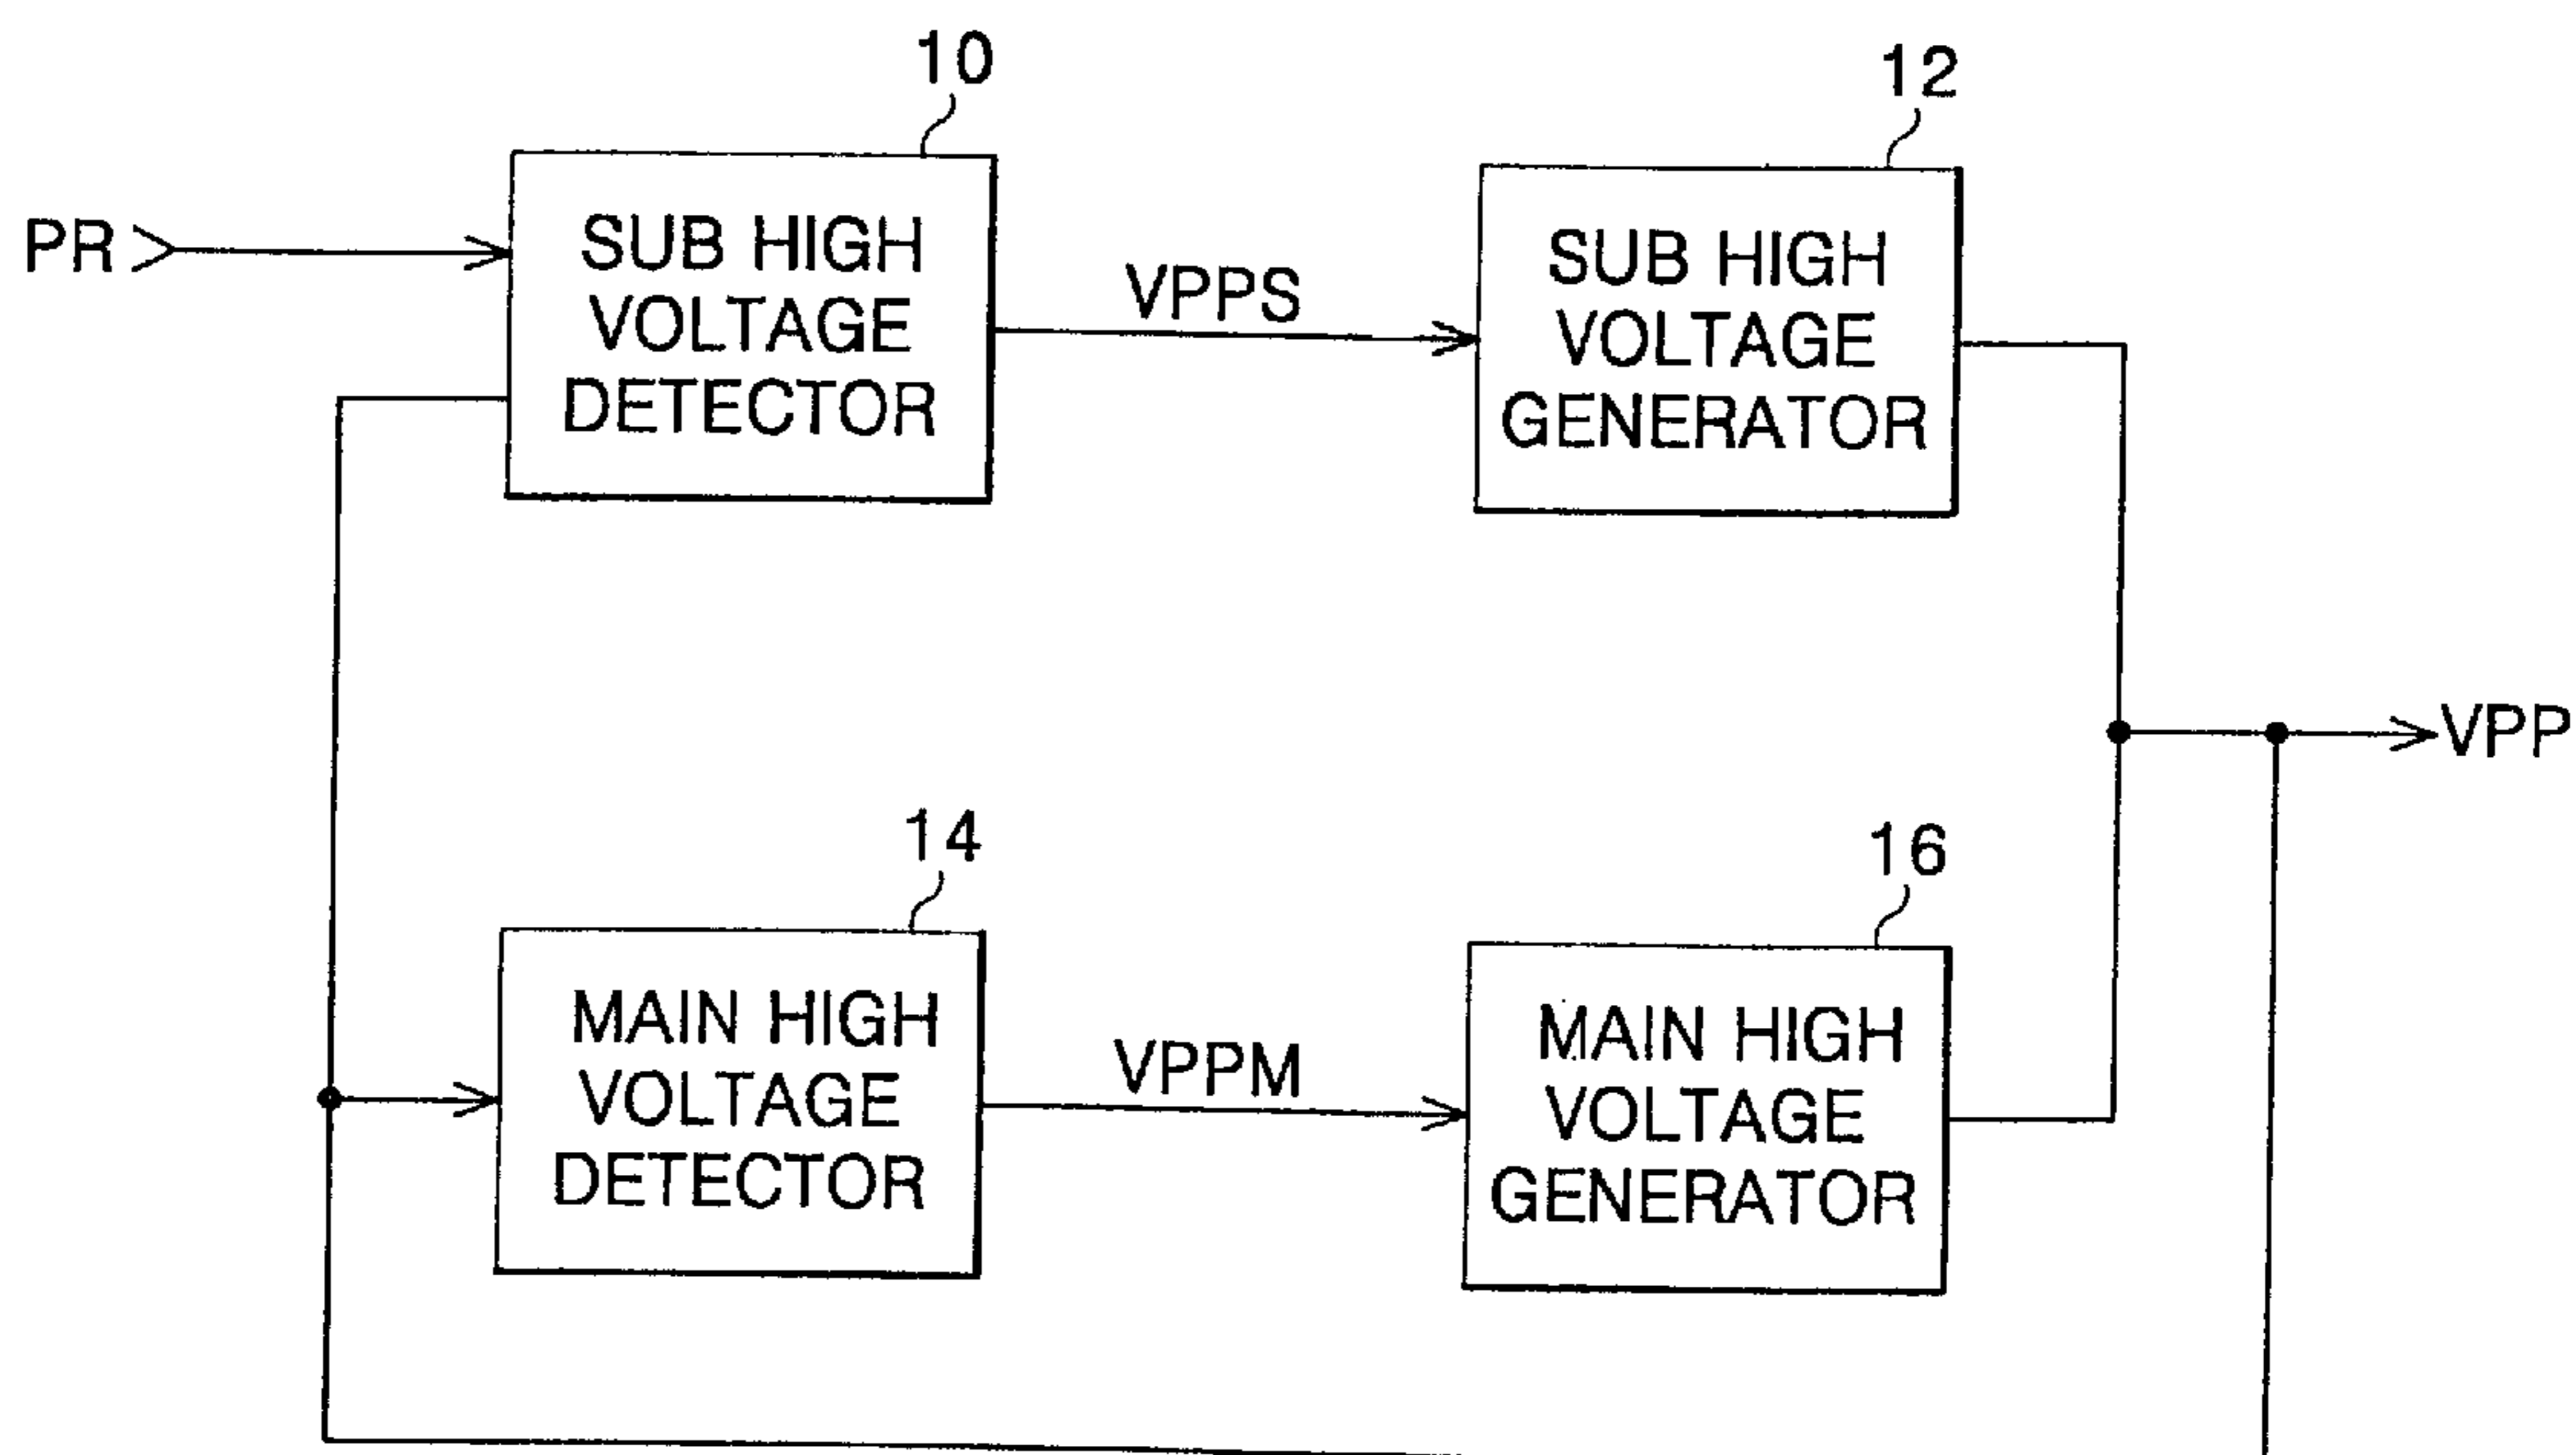 10
12
PR
SUB HIGH
VOLTAGE
DETECTOR
VPPS
SUB HIGH
VOLTAGE
GENERATOR
VPP
14
16
MAIN HIGH
VOLTAGE
DETECTOR
VPPM
MAIN HIGH
VOLTAGE
GENERATOR